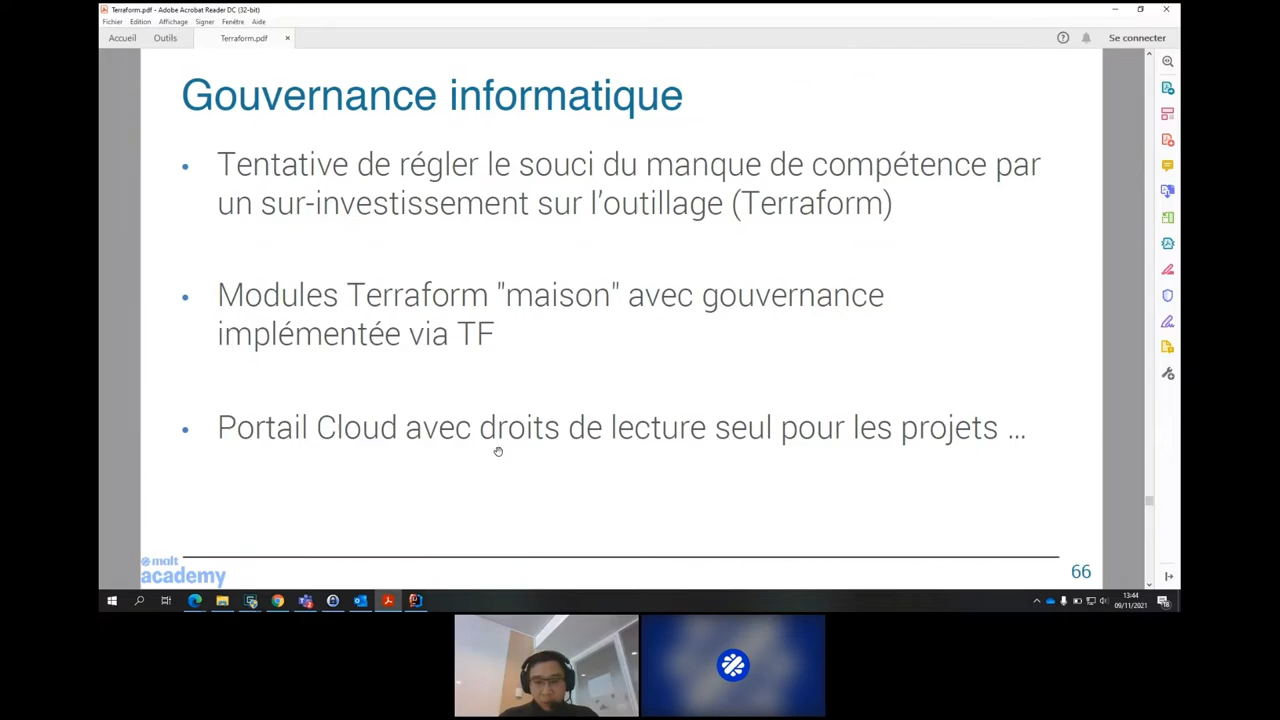 Terraform.pdf - Adobe Acrobat Reader DC (32-bit)
Fichier Edition Affichage Signer Fenêtre Aide
Accueil Outils Terraform.pdf Se connecter
Gouvernance informatique
• Tentative de régler le souci du manque de compétence par
un sur-investissement sur l'outillage (Terraform)
• Modules Terraform "maison" avec gouvernance
implémentée via TF
• Portail Cloud avec droits de lecture seul pour les projets ...
malt
academy
66
13:44
09/11/2021